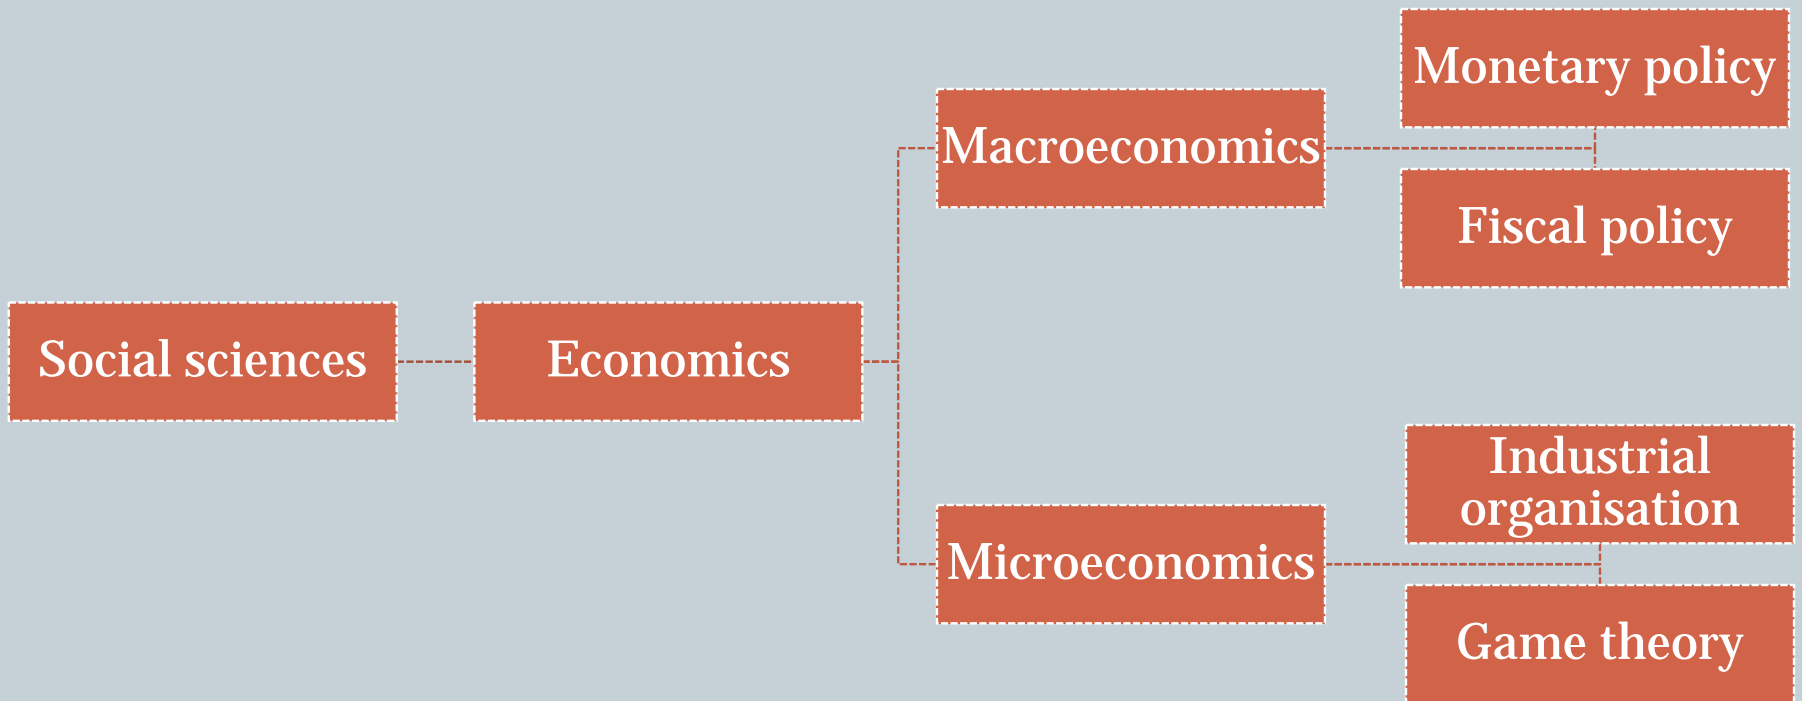 Monetary policy
Macroeconomics
Fiscal policy
Social sciences
Economics
Industrial
organisation
Microeconomics
Game theory